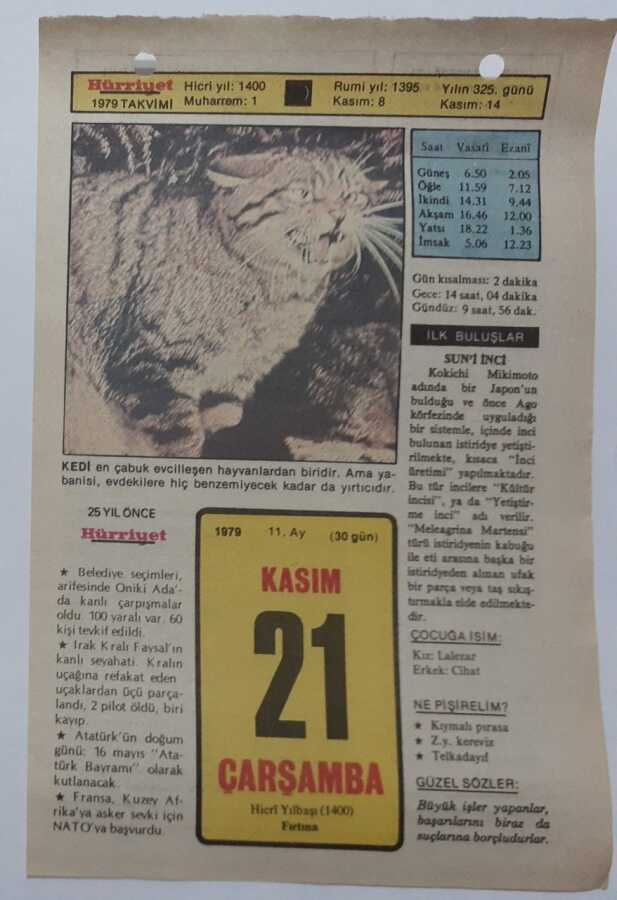 Hürriyet
1979 TAKVİMİ
Hicri yıl: 1400
Muharrem: 1
Rumi yıl: 1395
Kasım: 8
Yılın 325. günü
Kasım: 14
Saat Vasatî Ezanî
Güneş 6.50 2.05
Öğle 11.59 7.12
İkindi 14.31 9.44
Akşam 16.46 12.00
Yatsı 18.22 1.36
İmsak 5.06 12.23
Gün kısalması: 2 dakika
Gece: 14 saat, 04 dakika
Gündüz: 9 saat, 56 dak.
İLK BULUŞLAR
SUN'İ İNCİ
Kokichi Mikimoto
adında bir Japon'un
bulduğu ve önce Ago
körfezinde uyguladığı
bir sistemle, içinde inci
bulunan istiridye yetişti-
rilmekte, kısaca "İnci
üretimi" yapılmaktadır.
Bu tür incilere "Kültür
incisi", ya da "Yetiştir-
me inci" adı verilir.
"Meleagrina Martensi"
türü istiridyenin kabuğu
ile eti arasına başka bir
istiridyeden alınan ufak
bir parça veya taş sıkış-
tırmakla elde edilmekte-
dir.
ÇOCUĞA İSİM:
Kız: Lalezar
Erkek: Cihat
NE PİŞİRELİM?
★ Kıymalı pırasa
★ Z.y. kereviz
★ Telkadayıf
GÜZEL SÖZLER:
Büyük işler yapanlar,
başarılarını biraz da
suçlarına borçludurlar.
KEDİ en çabuk evcilleşen hayvanlardan biridir. Ama ya-
banisi, evdekilere hiç benzemiyecek kadar da yırtıcıdır.
25 YIL ÖNCE
Hürriyet
★ Belediye seçimleri,
arifesinde Oniki Ada'-
da kanlı çarpışmalar
oldu. 100 yaralı var. 60
kişi tevkif edildi.
★ Irak Kralı Faysal'ın
kanlı seyahati. Kralın
uçağına refakat eden
uçaklardan üçü parça-
landı, 2 pilot öldü, biri
kayıp.
★ Atatürk'ün doğum
günü: 16 mayıs "Ata-
türk Bayramı" olarak
kutlanacak.
★ Fransa, Kuzey Af-
rika'ya asker sevki için
NATO'ya başvurdu.
1979 11. Ay (30 gün)
KASIM
21
ÇARŞAMBA
Hicrî Yılbaşı (1400)
Fırtına